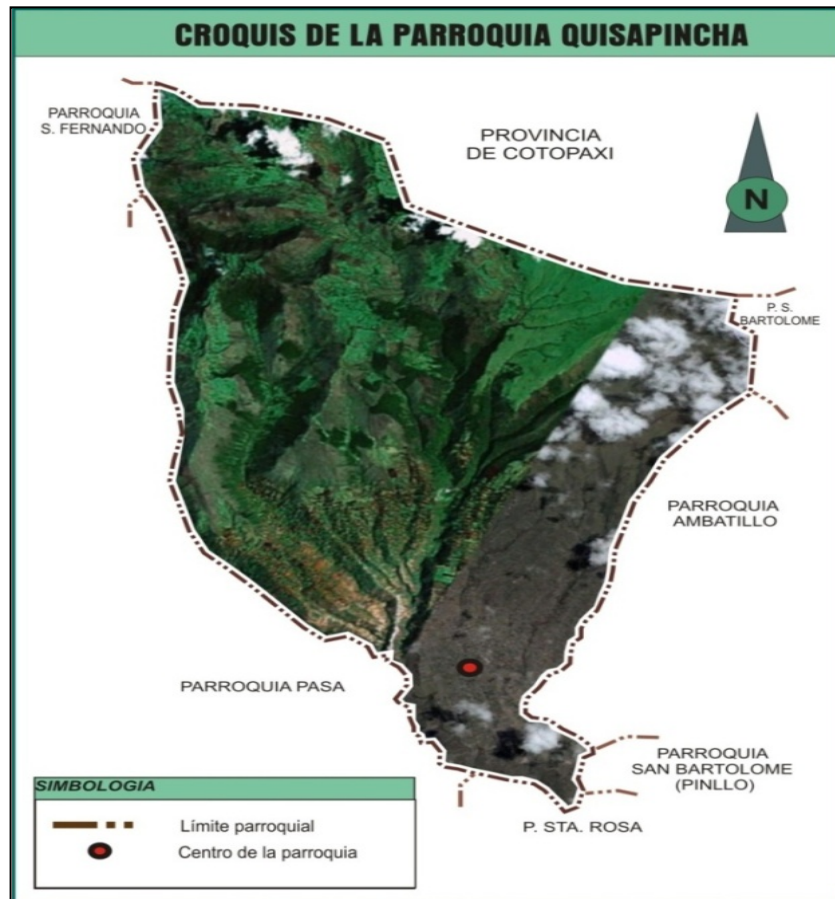 CROQUIS DE LA PARROQUIA QUISAPINCHA
PARROQUIA
S. FERNANDO
PROVINCIA
DE COTOPAXI
N
P. S.
BARTOLOME
PARROQUIA
AMBATILLO
PARROQUIA PASA
PARROQUIA
SAN BARTOLOME
(PINLLO)
P. STA. ROSA
SIMBOLOGIA
Límite parroquial
Centro de la parroquia